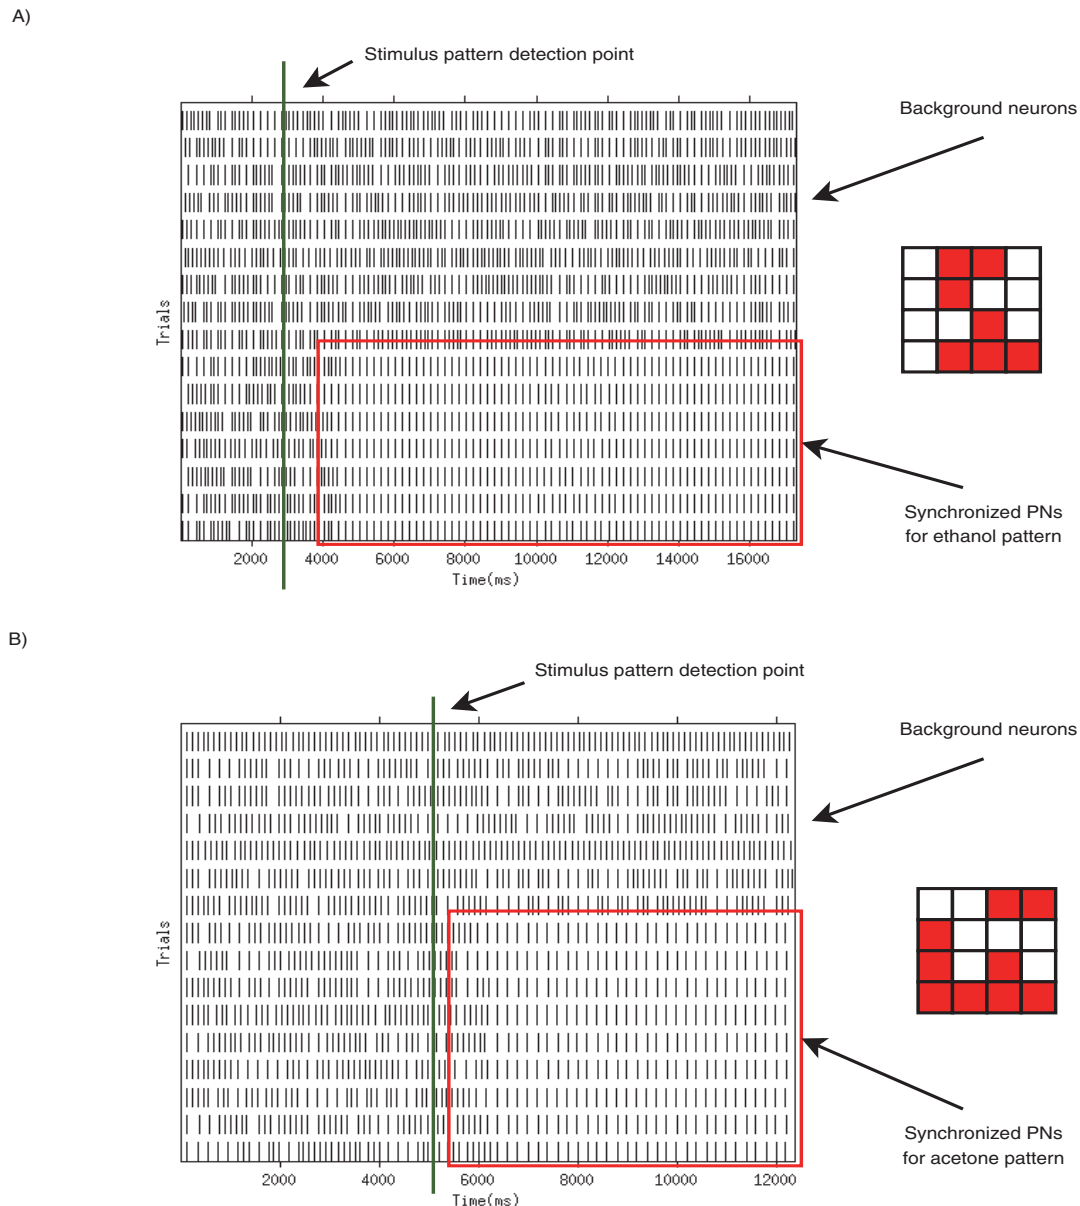 A)
Stimulus pattern detection point
Background neurons
Trials
Synchronized PNs
for ethanol pattern
2000 4000 6000 8000 10000 12000 14000 16000
Time(ms)
B)
Stimulus pattern detection point
Background neurons
Trials
Synchronized PNs
for acetone pattern
2000 4000 6000 8000 10000 12000
Time(ms)